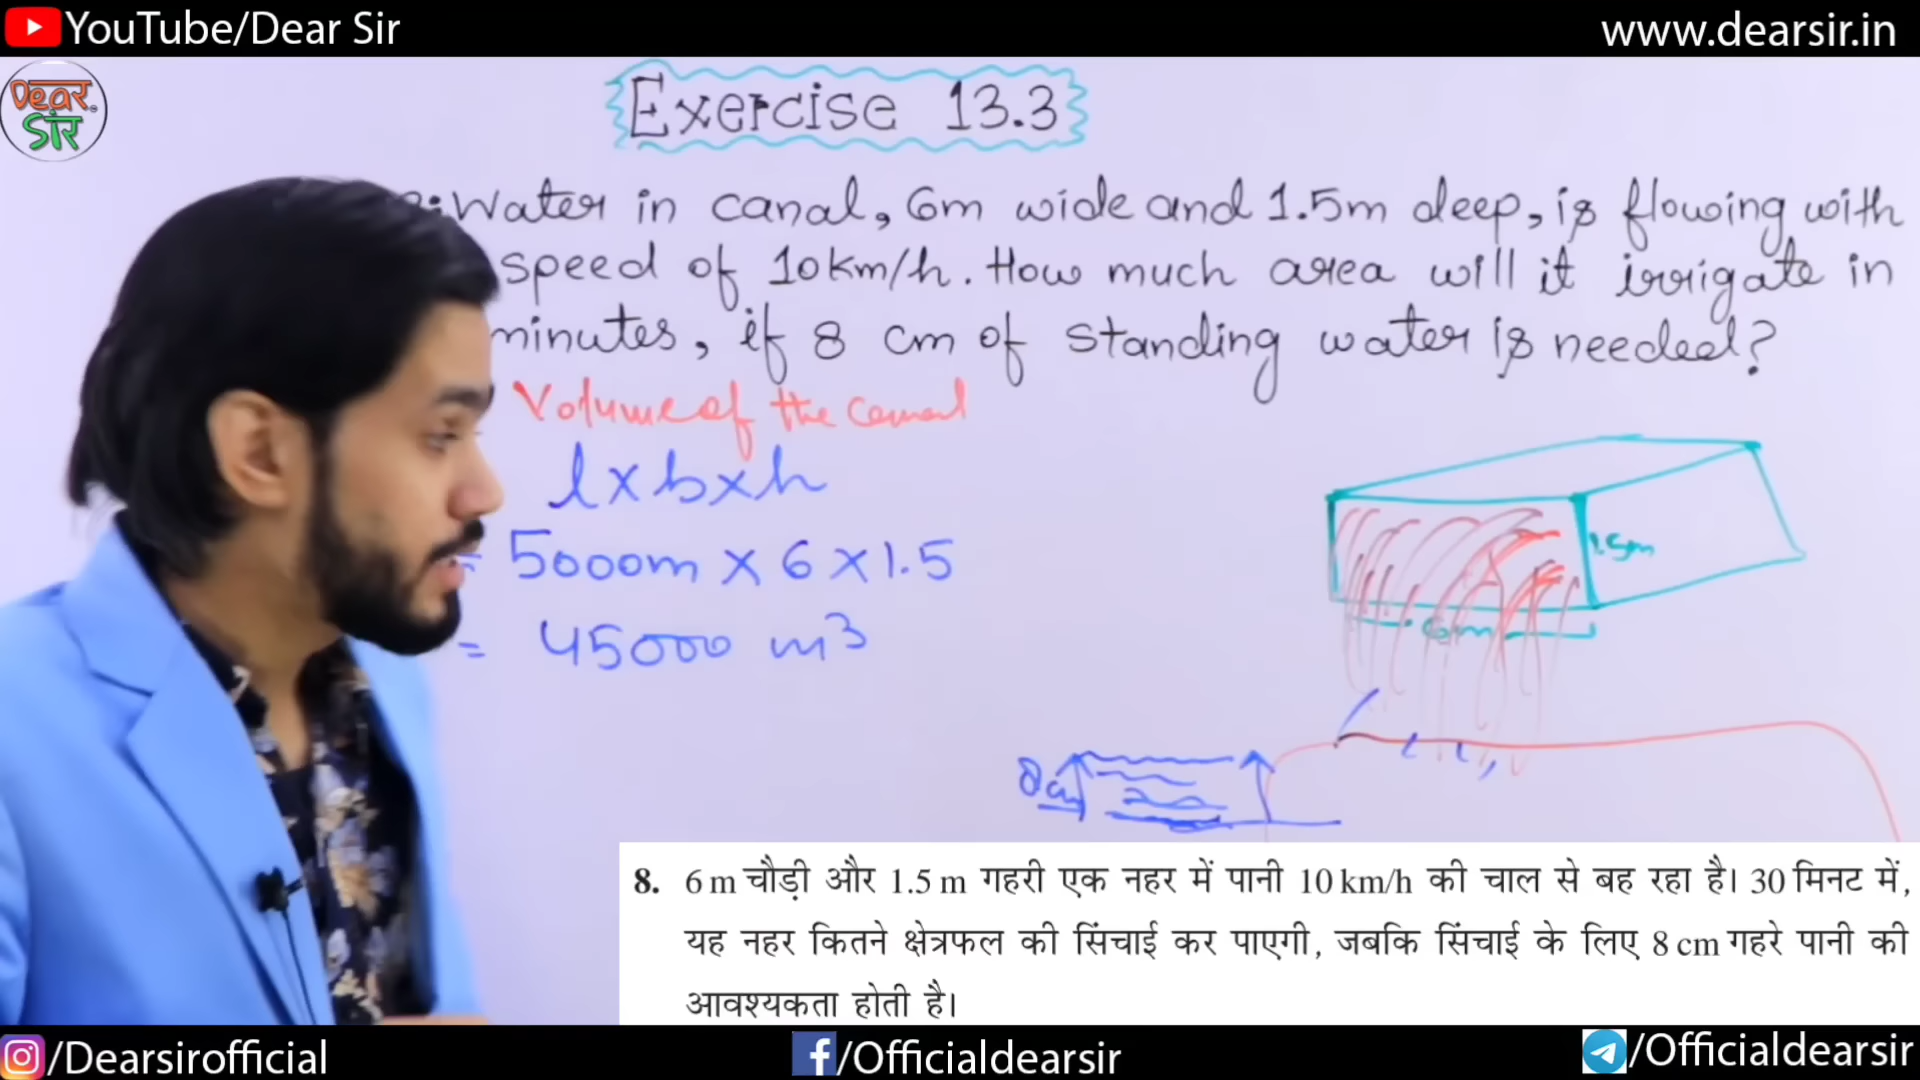 YouTube/Dear Sir
www.dearsir.in
Dear
Sir
Exercise 13.3
Water in canal, 6m wide and 1.5m deep, is flowing with
speed of 10km/h. How much area will it irrigate in
minutes, if 8 cm of standing water is needed?
Volume of the canal
l x b x h
= 5000m x 6 x 1.5
= 45000 m³
1.5m
6m
8cm
8. 6 m चौड़ी और 1.5 m गहरी एक नहर में पानी 10 km/h की चाल से बह रहा है। 30 मिनट में,
यह नहर कितने क्षेत्रफल की सिंचाई कर पाएगी, जबकि सिंचाई के लिए 8 cm गहरे पानी की
आवश्यकता होती है।
/Dearsirofficial
/Officialdearsir
/Officialdearsir